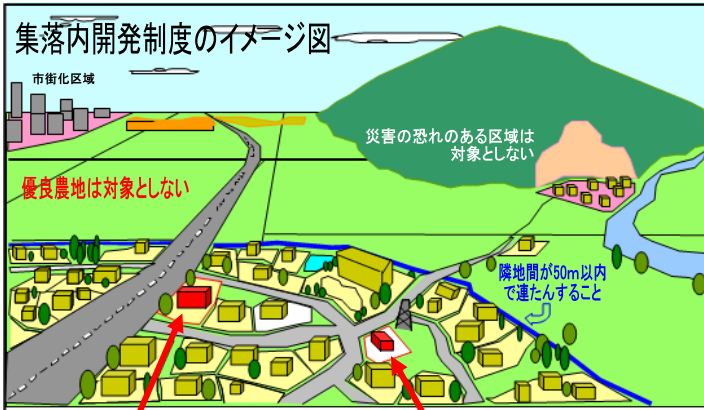 集落内開発制度のイメージ図
市街化区域
災害の恐れのある区域は
対象としない
優良農地は対象としない
隣地間が50m以内
で連たんすること